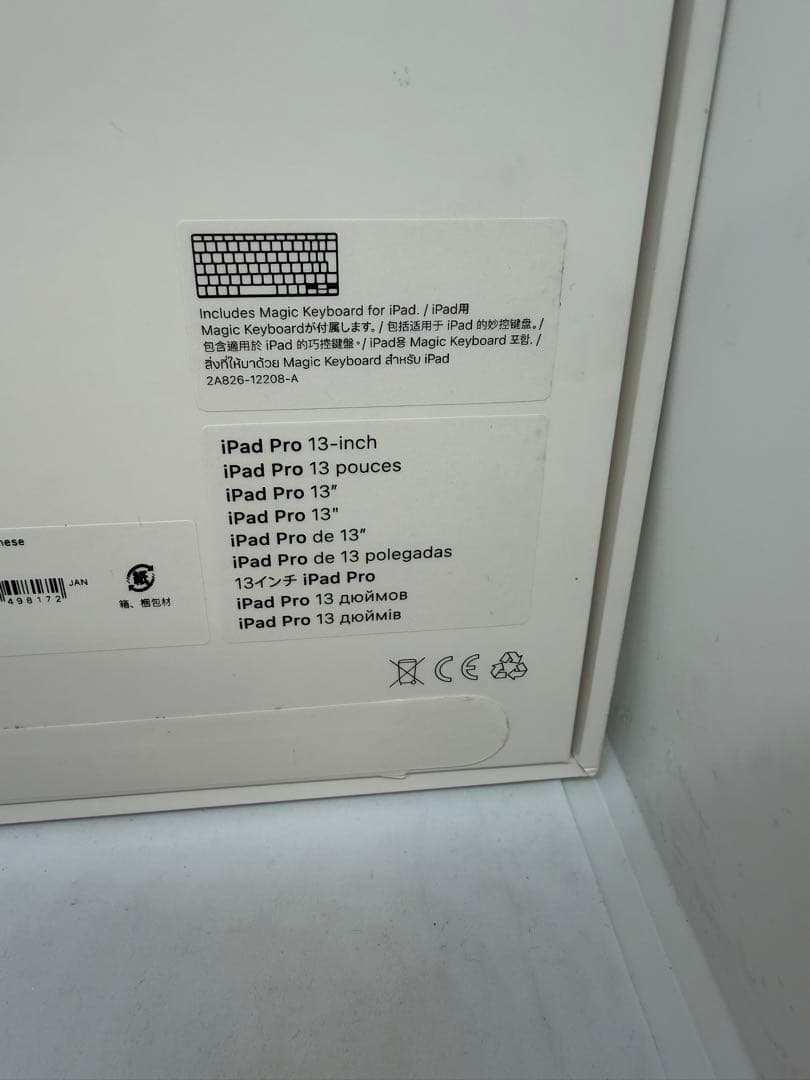 Includes Magic Keyboard for iPad. / iPad用
Magic Keyboardが付属します。/ 包括适用于 iPad 的妙控键盘。/
包含適用於 iPad 的巧控鍵盤。/ iPad용 Magic Keyboard 포함. /
สิ่งที่ให้มาด้วย Magic Keyboard สำหรับ iPad
2A826-12208-A
iPad Pro 13-inch
iPad Pro 13 pouces
iPad Pro 13″
iPad Pro 13"
iPad Pro de 13″
iPad Pro de 13 polegadas
13インチ iPad Pro
iPad Pro 13 дюймов
iPad Pro 13 дюймів
nese
JAN
498172
紙
箱、梱包材
CE